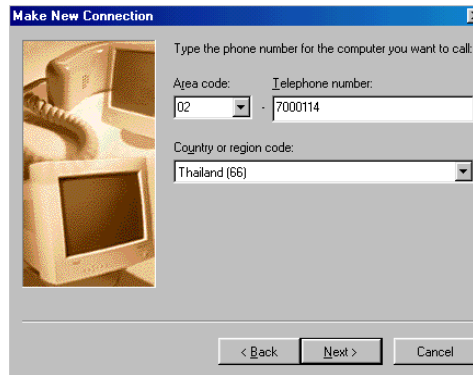 Make New Connection
Type the phone number for the computer you want to call:
Area code:
Telephone number:
02
-
7000114
Country or region code:
Thailand (66)
< Back
Next >
Cancel